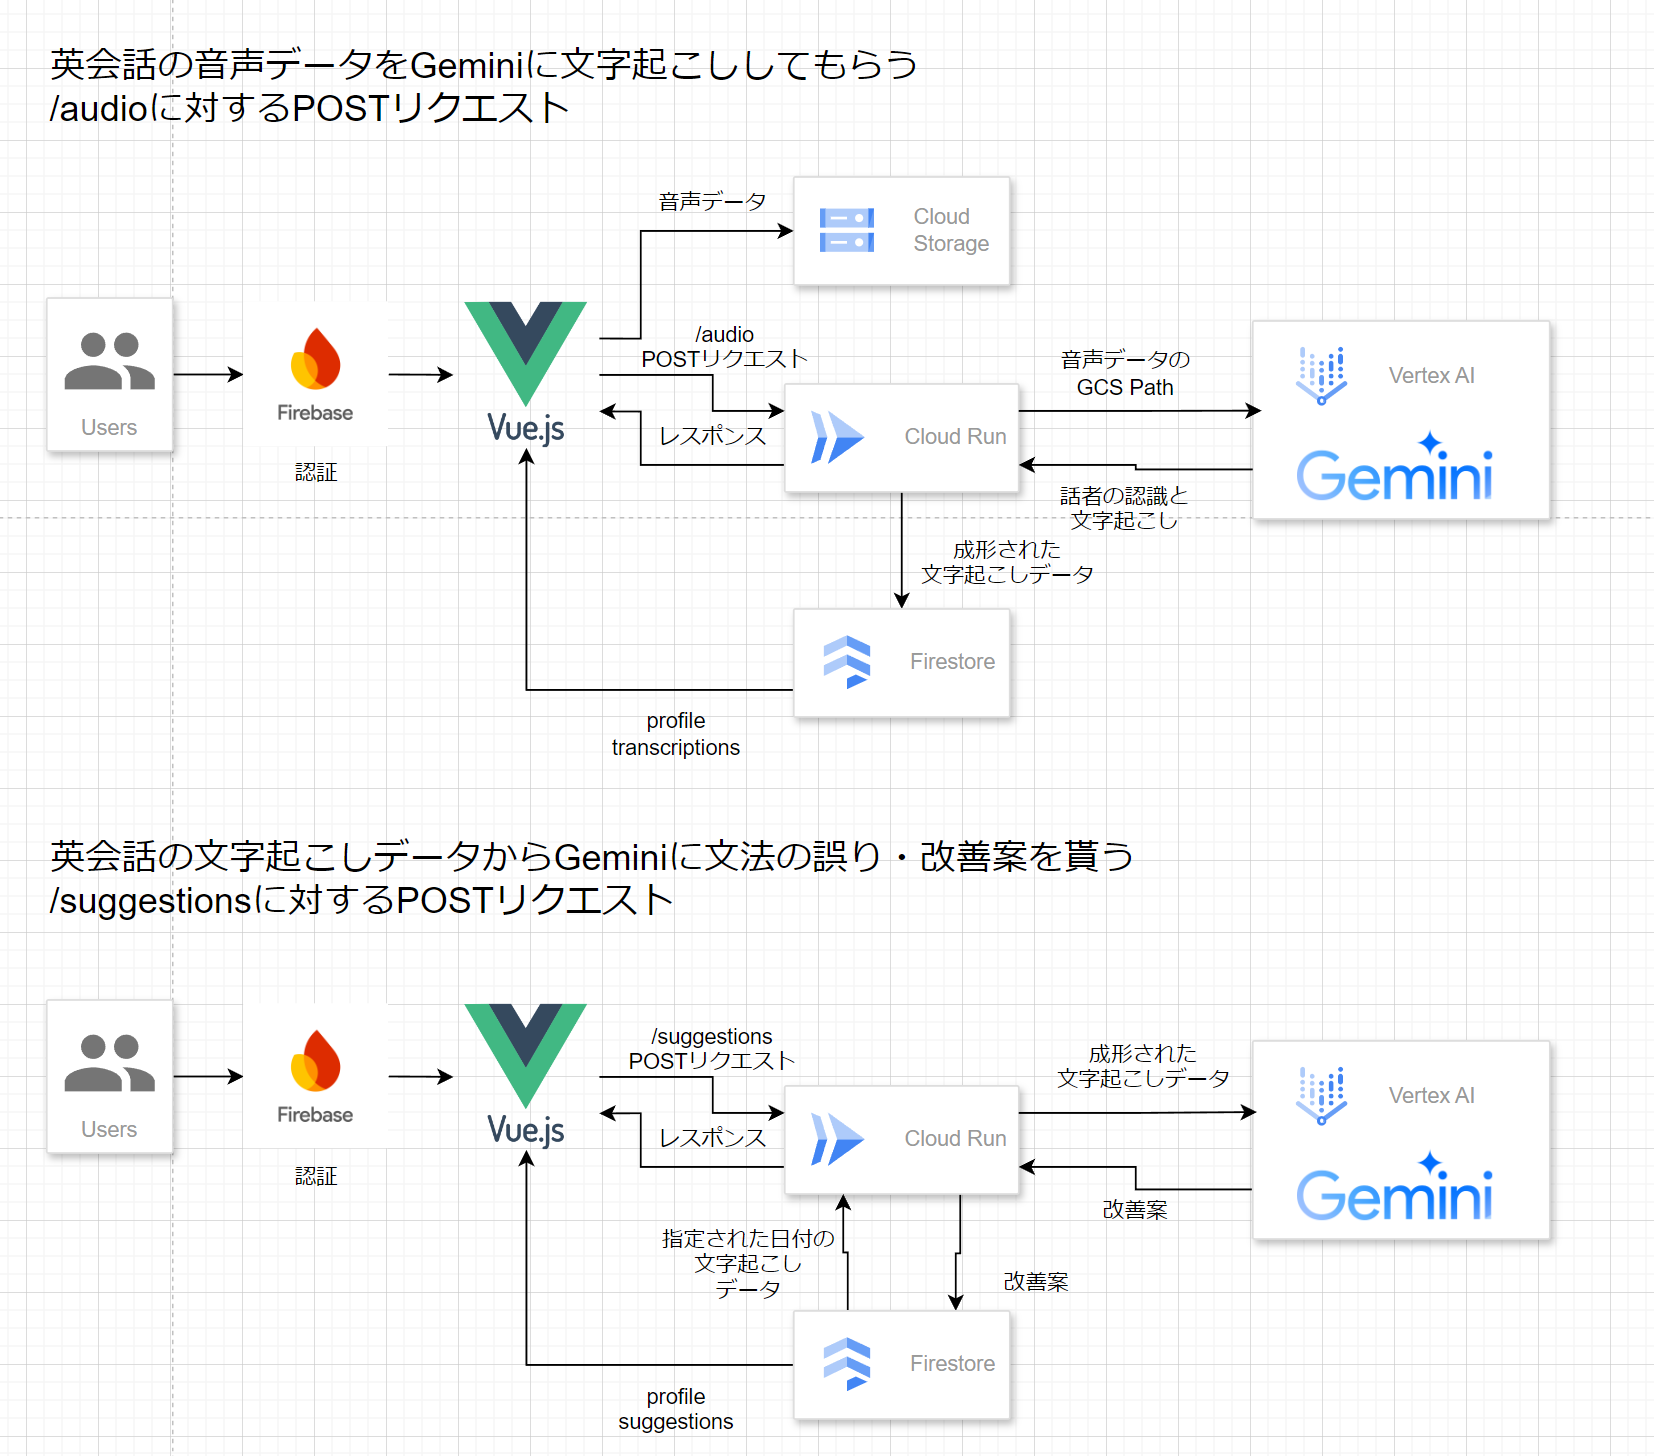 英会話の音声データをGeminiに文字起こししてもらう
/audioに対するPOSTリクエスト
音声データ
Cloud
Storage
Users
Firebase
認証
Vue.js
/audio
POSTリクエスト
レスポンス
Cloud Run
音声データの
GCS Path
話者の認識と
文字起こし
Vertex AI
Gemini
成形された
文字起こしデータ
Firestore
profile
transcriptions
英会話の文字起こしデータからGeminiに文法の誤り・改善案を貰う
/suggestionsに対するPOSTリクエスト
Users
Firebase
認証
Vue.js
/suggestions
POSTリクエスト
レスポンス
Cloud Run
成形された
文字起こしデータ
改善案
Vertex AI
Gemini
指定された日付の
文字起こし
データ
改善案
Firestore
profile
suggestions